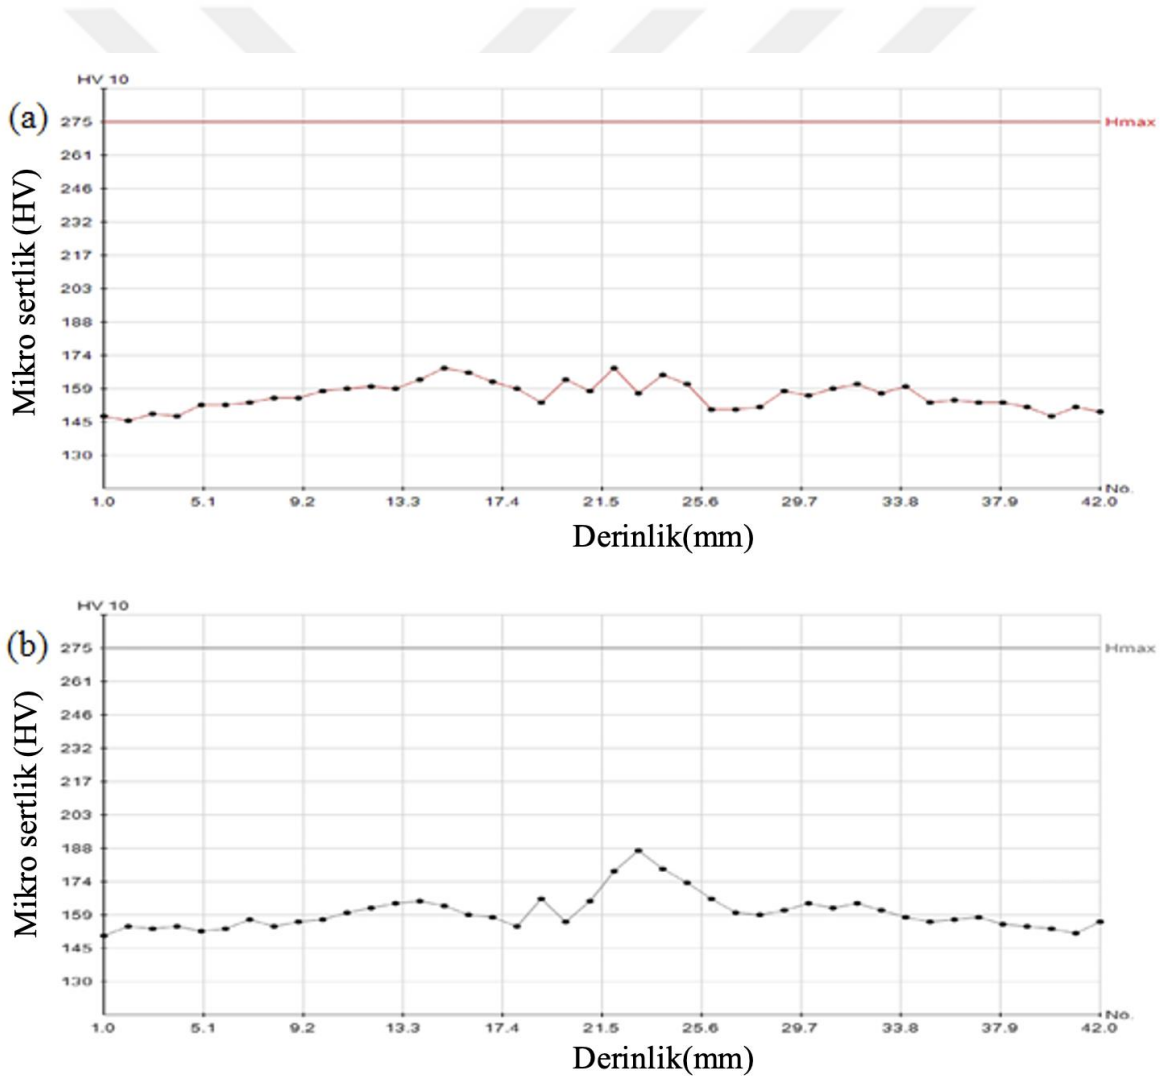 HV 10
(a)
Mikro sertlik (HV)
275
261
246
232
217
203
188
174
159
145
130
Hmax
1.0 5.1 9.2 13.3 17.4 21.5 25.6 29.7 33.8 37.9 42.0
No.
Derinlik(mm)
HV 10
(b)
Mikro sertlik (HV)
275
261
246
232
217
203
188
174
159
145
130
Hmax
1.0 5.1 9.2 13.3 17.4 21.5 25.6 29.7 33.8 37.9 42.0
No.
Derinlik(mm)